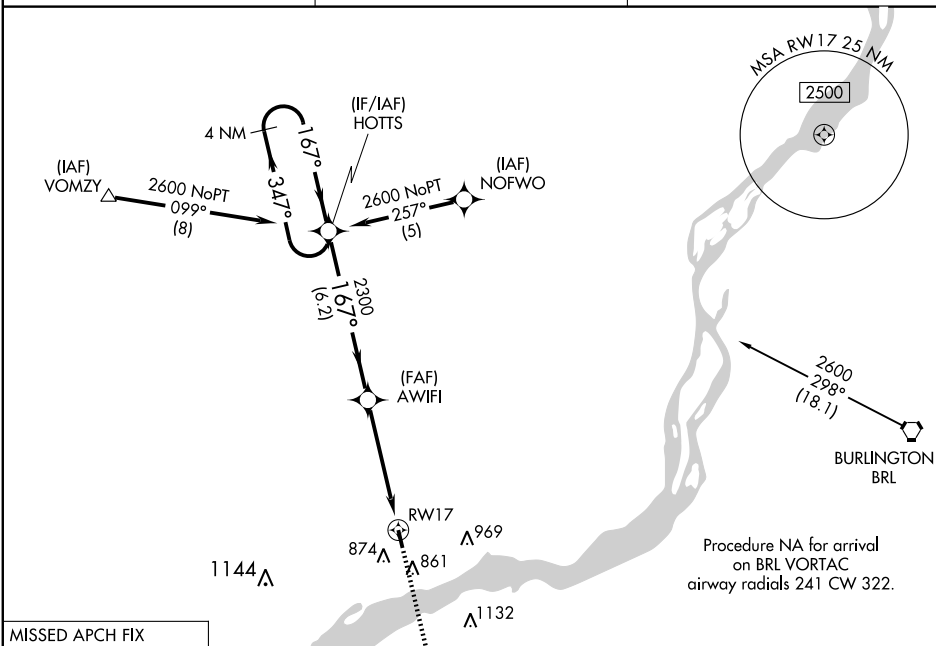 MSA RW17 25 NM
2500
(IF/IAF)
HOTTS
4 NM
167°
347°
(IAF)
VOMZY
2600 NoPT
099°
(8)
(IAF)
NOFWO
2600 NoPT
257°
(5)
2300
167°
(6.2)
(FAF)
AWIFI
2600
298°
(18.1)
BURLINGTON
BRL
RW17
874
861
969
1144
1132
Procedure NA for arrival
on BRL VORTAC
airway radials 241 CW 322.
MISSED APCH FIX